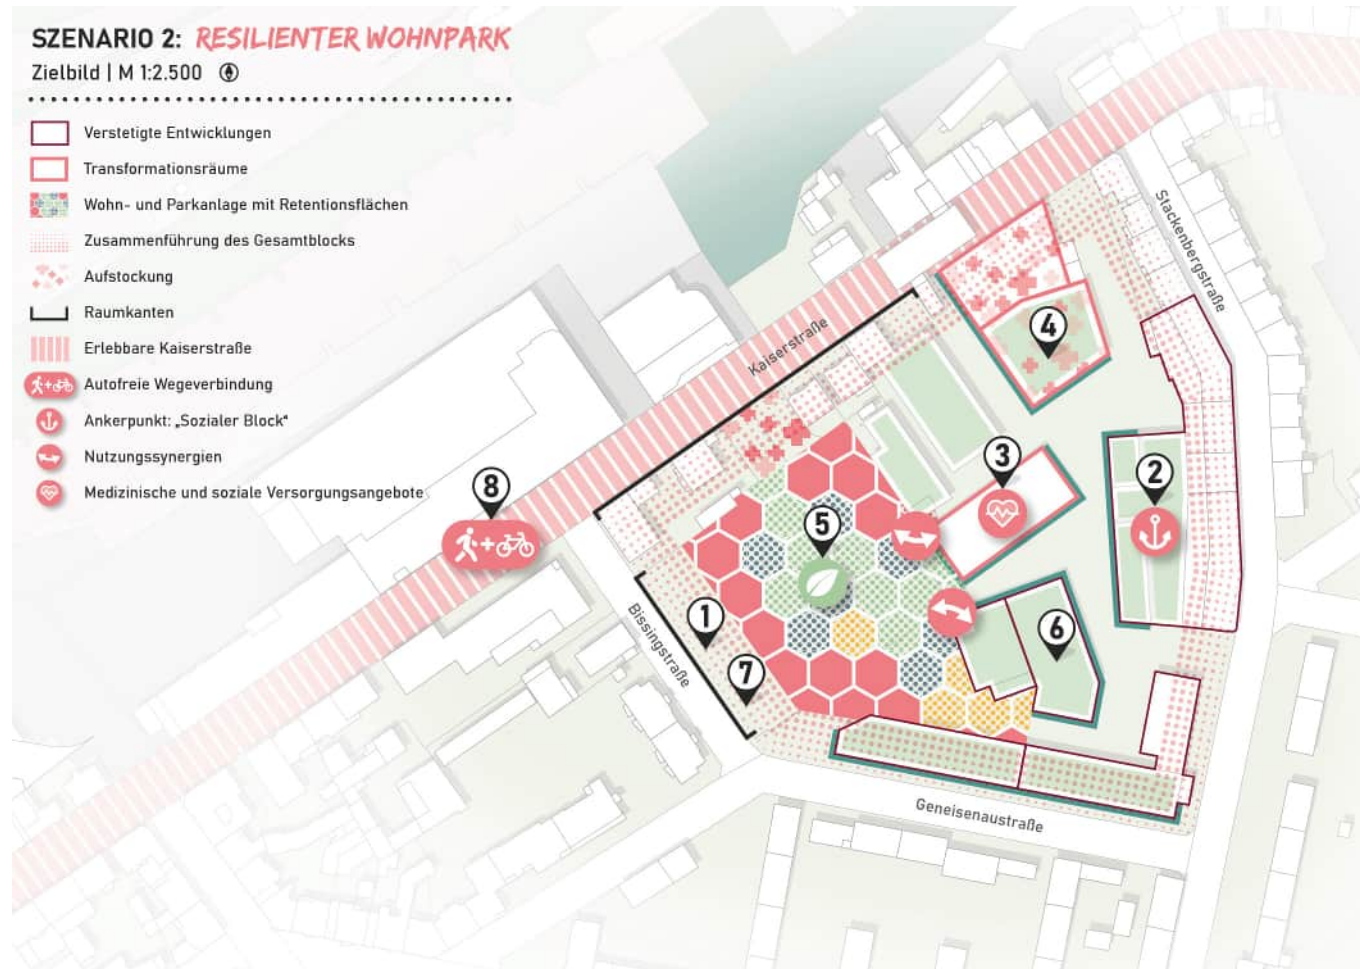 SZENARIO 2: RESILIENTER WOHNPARK
Zielbild | M 1:2.500
Verstetigte Entwicklungen
Transformationsräume
Wohn- und Parkanlage mit Retentionsflächen
Zusammenführung des Gesamtblocks
Aufstockung
Raumkanten
Erlebbare Kaiserstraße
Autofreie Wegeverbindung
Ankerpunkt: „Sozialer Block“
Nutzungssynergien
Medizinische und soziale Versorgungsangebote
Stackenbergstraße
Kaiserstraße
4
3
2
8
5
1
Bissingstraße
6
7
Geneisenaustraße